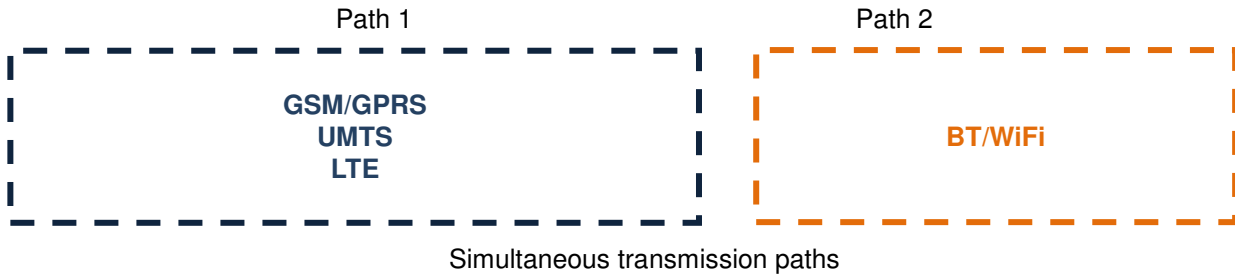 Path 1
Path 2
GSM/GPRS
UMTS
LTE
BT/WiFi
Simultaneous transmission paths